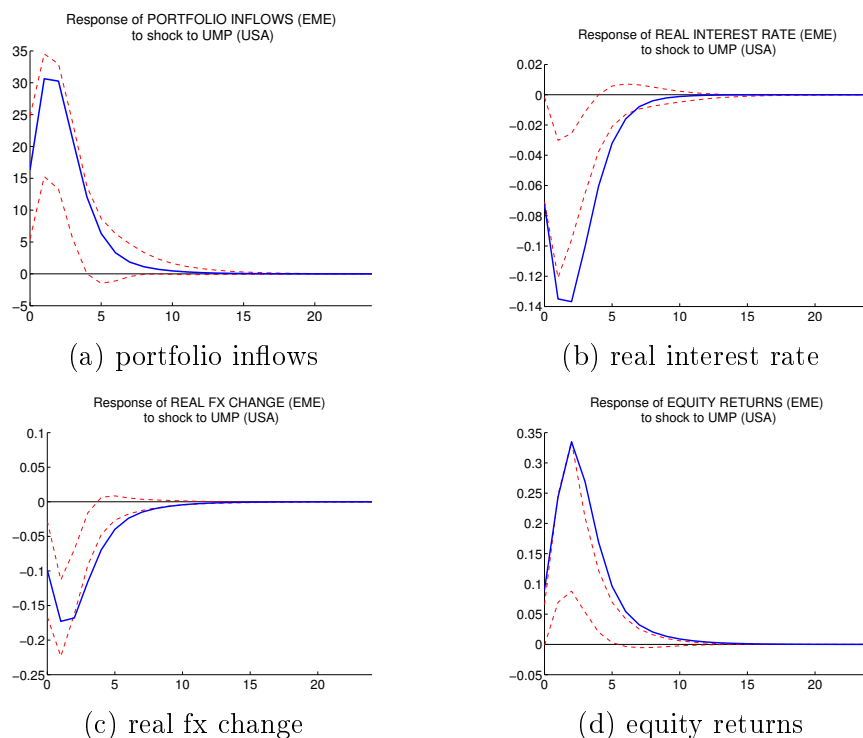 Response of PORTFOLIO INFLOWS (EME)
to shock to UMP (USA)
35
30
25
20
15
10
5
0
−5
0 5 10 15 20
(a) portfolio inflows
Response of REAL INTEREST RATE (EME)
to shock to UMP (USA)
0.02
0
−0.02
−0.04
−0.06
−0.08
−0.1
−0.12
−0.14
0 5 10 15 20
(b) real interest rate
Response of REAL FX CHANGE (EME)
to shock to UMP (USA)
0.1
0.05
0
−0.05
−0.1
−0.15
−0.2
−0.25
0 5 10 15 20
(c) real fx change
Response of EQUITY RETURNS (EME)
to shock to UMP (USA)
0.35
0.3
0.25
0.2
0.15
0.1
0.05
0
0.05
0 5 10 15 20
(d) equity returns